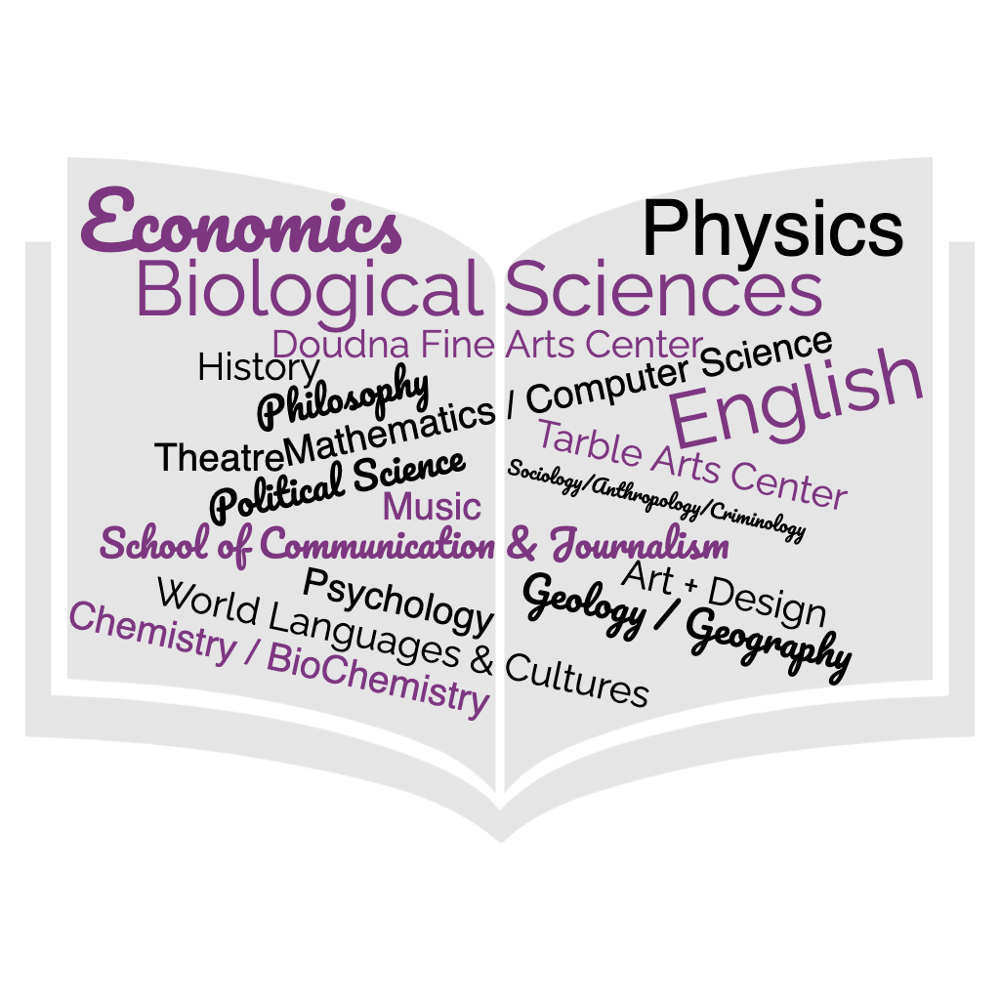 Economics
Physics
Biological Sciences
Doudna Fine Arts Center
History
Philosophy
Mathematics / Computer Science
English
Theatre
Tarble Arts Center
Political Science
Sociology/Anthropology/Criminology
Music
School of Communication & Journalism
Psychology
Art + Design
World Languages & Cultures
Geology / Geography
Chemistry / BioChemistry